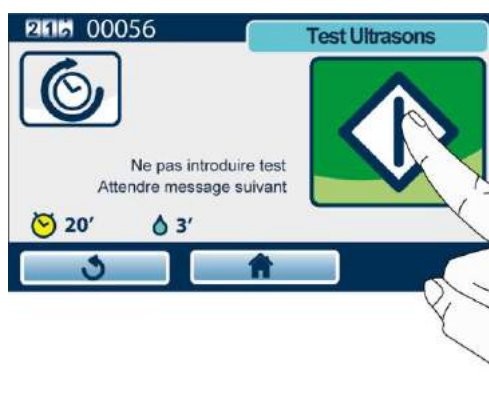 00056
Test Ultrasons
Ne pas introduire test
Attendre message suivant
20’
3’